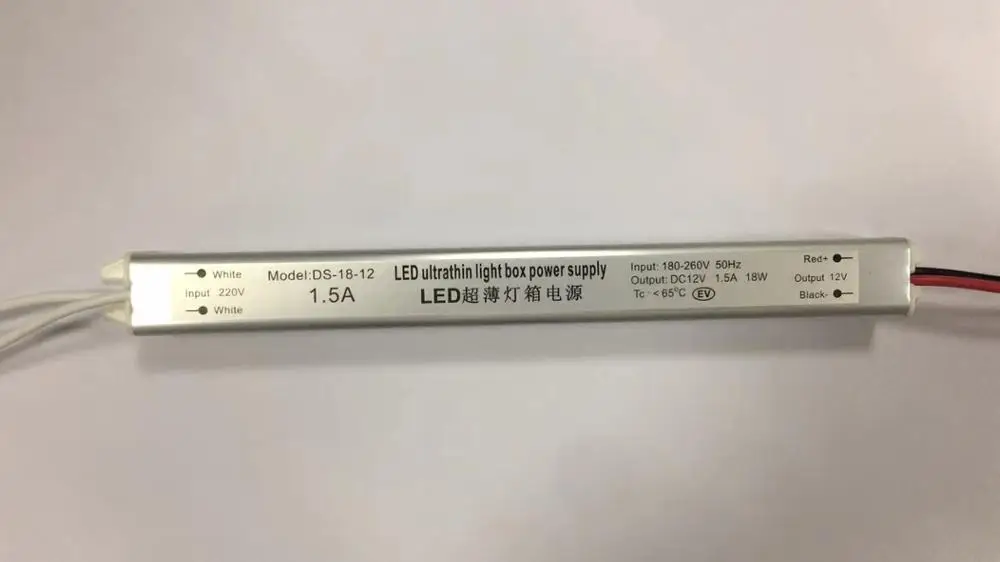 White
Input 220V
White
Model:DS-18-12
1.5A
LED ultrathin light box power supply
LED超薄灯箱电源
Input: 180-260V 50Hz
Output: DC12V 1.5A 18W
Tc : <65℃ EV
Red+
Output 12V
Black-